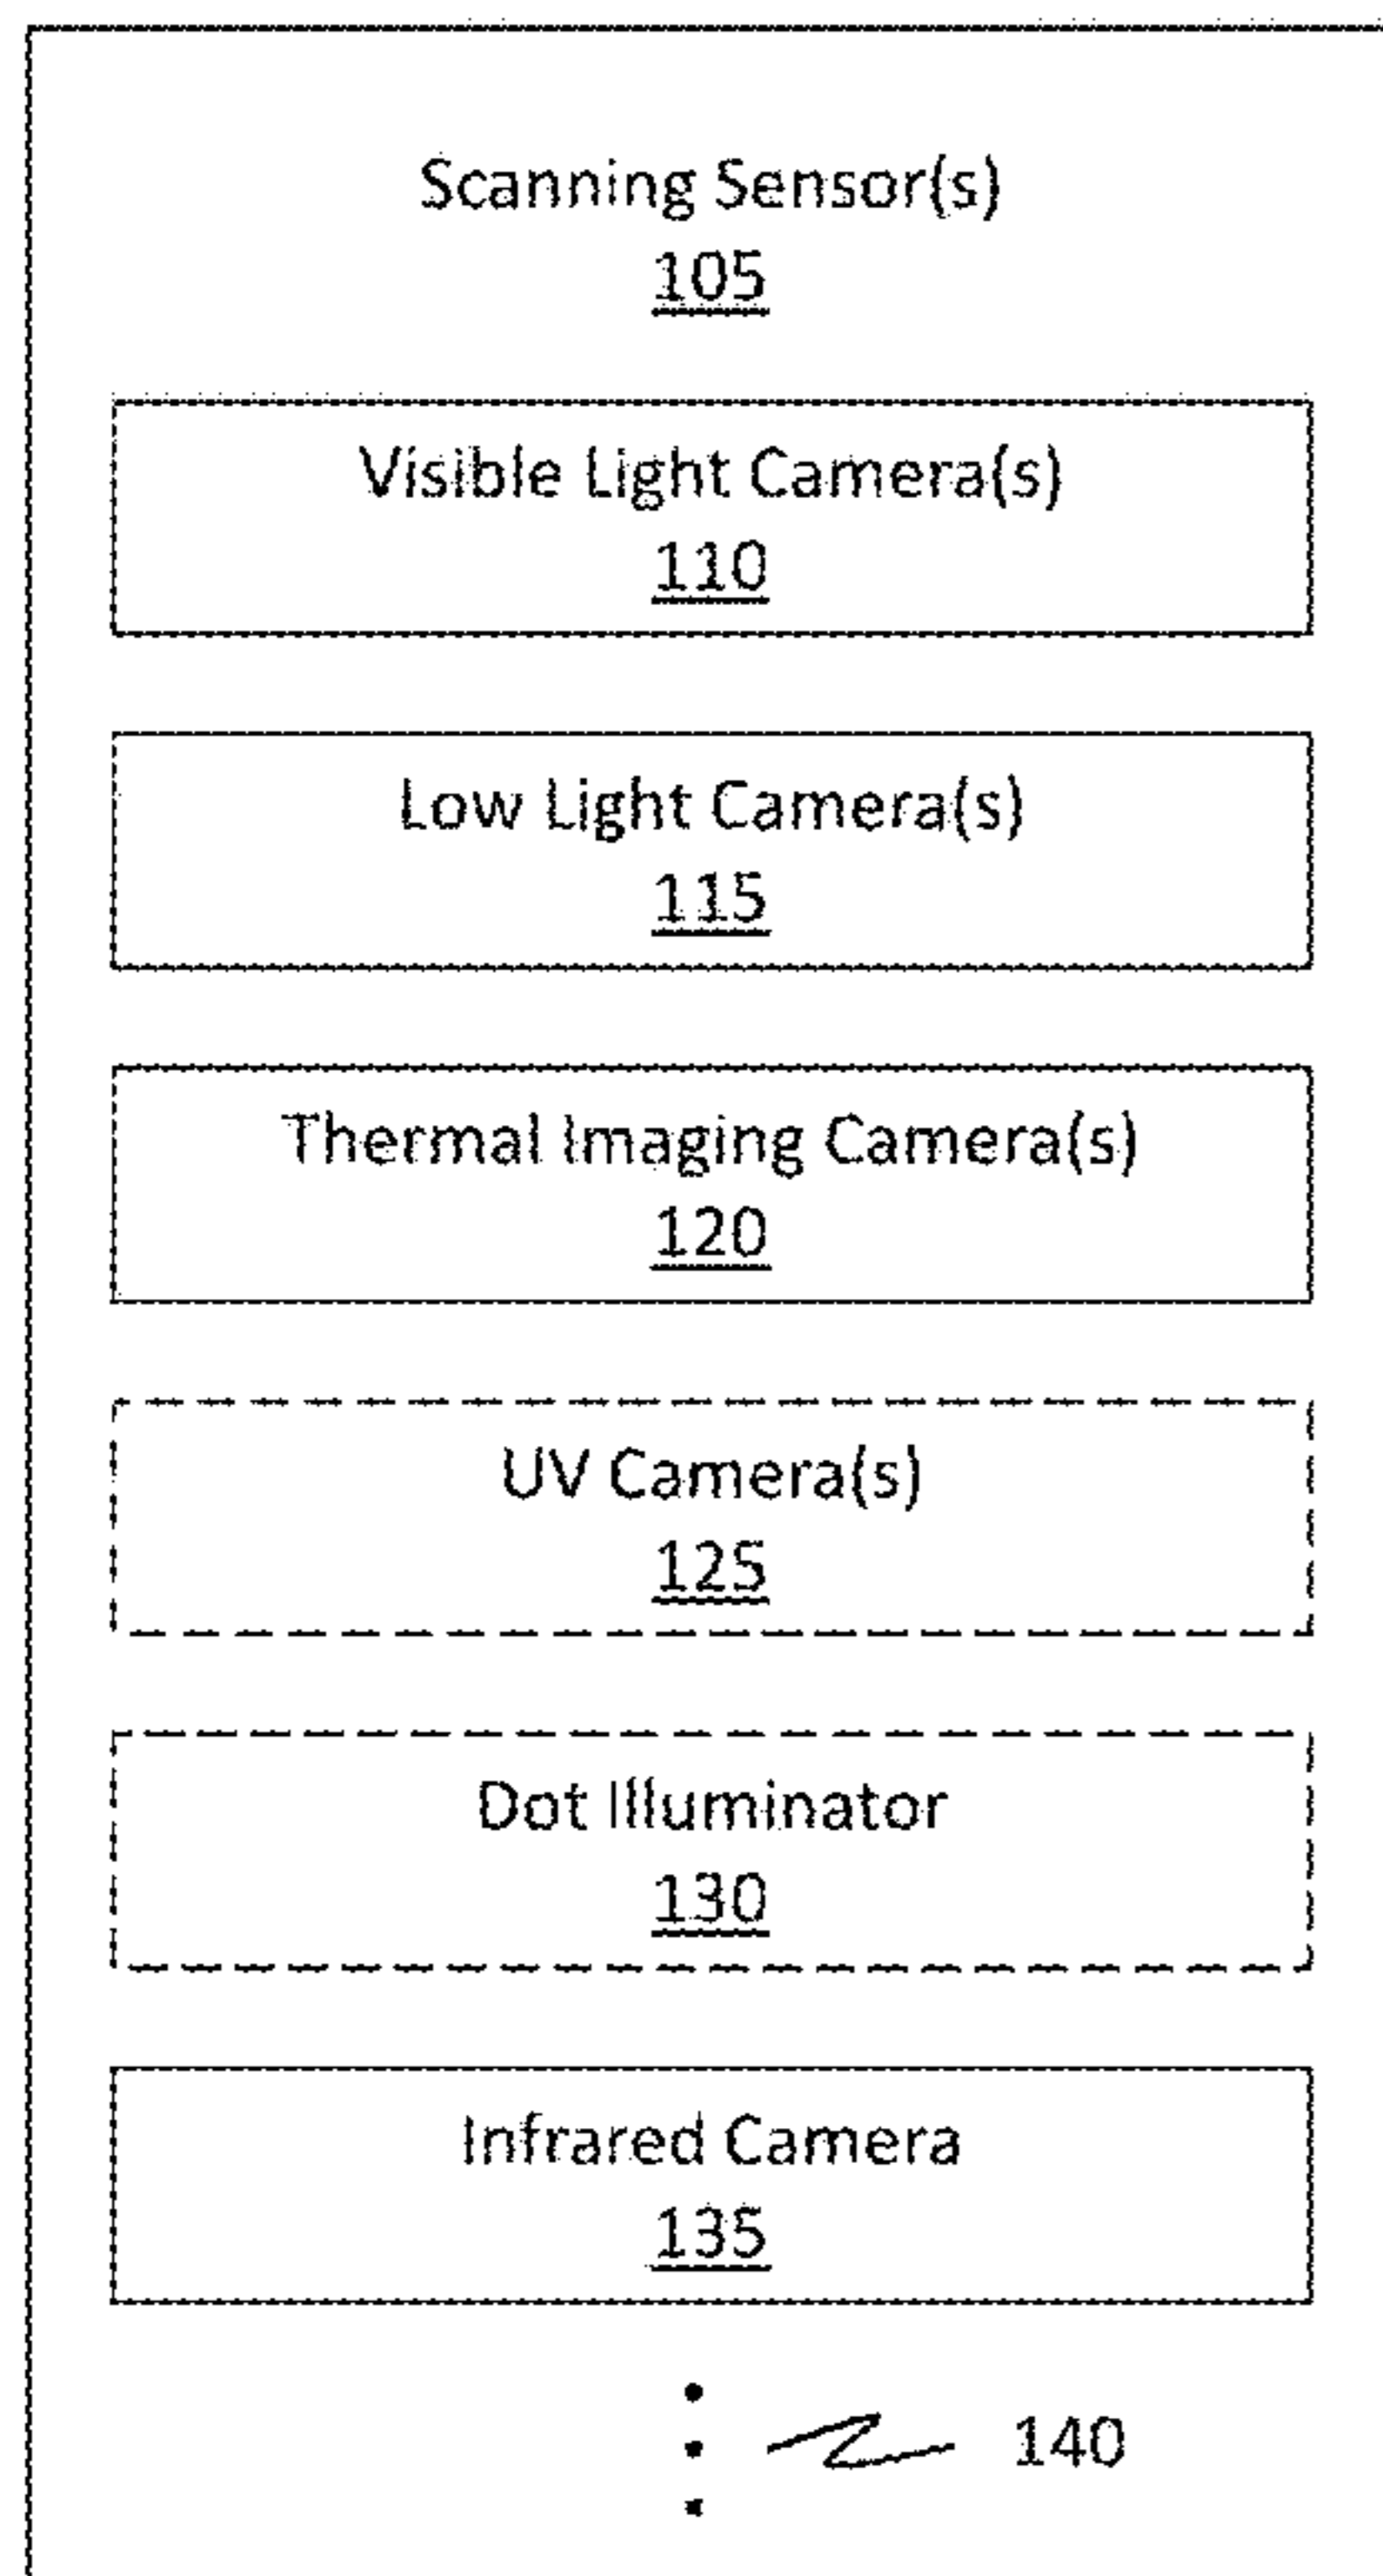 Scanning Sensor(s)
105
Visible Light Camera(s)
110
Low Light Camera(s)
115
Thermal Imaging Camera(s)
120
UV Camera(s)
125
Dot Illuminator
130
Infrared Camera
135
140